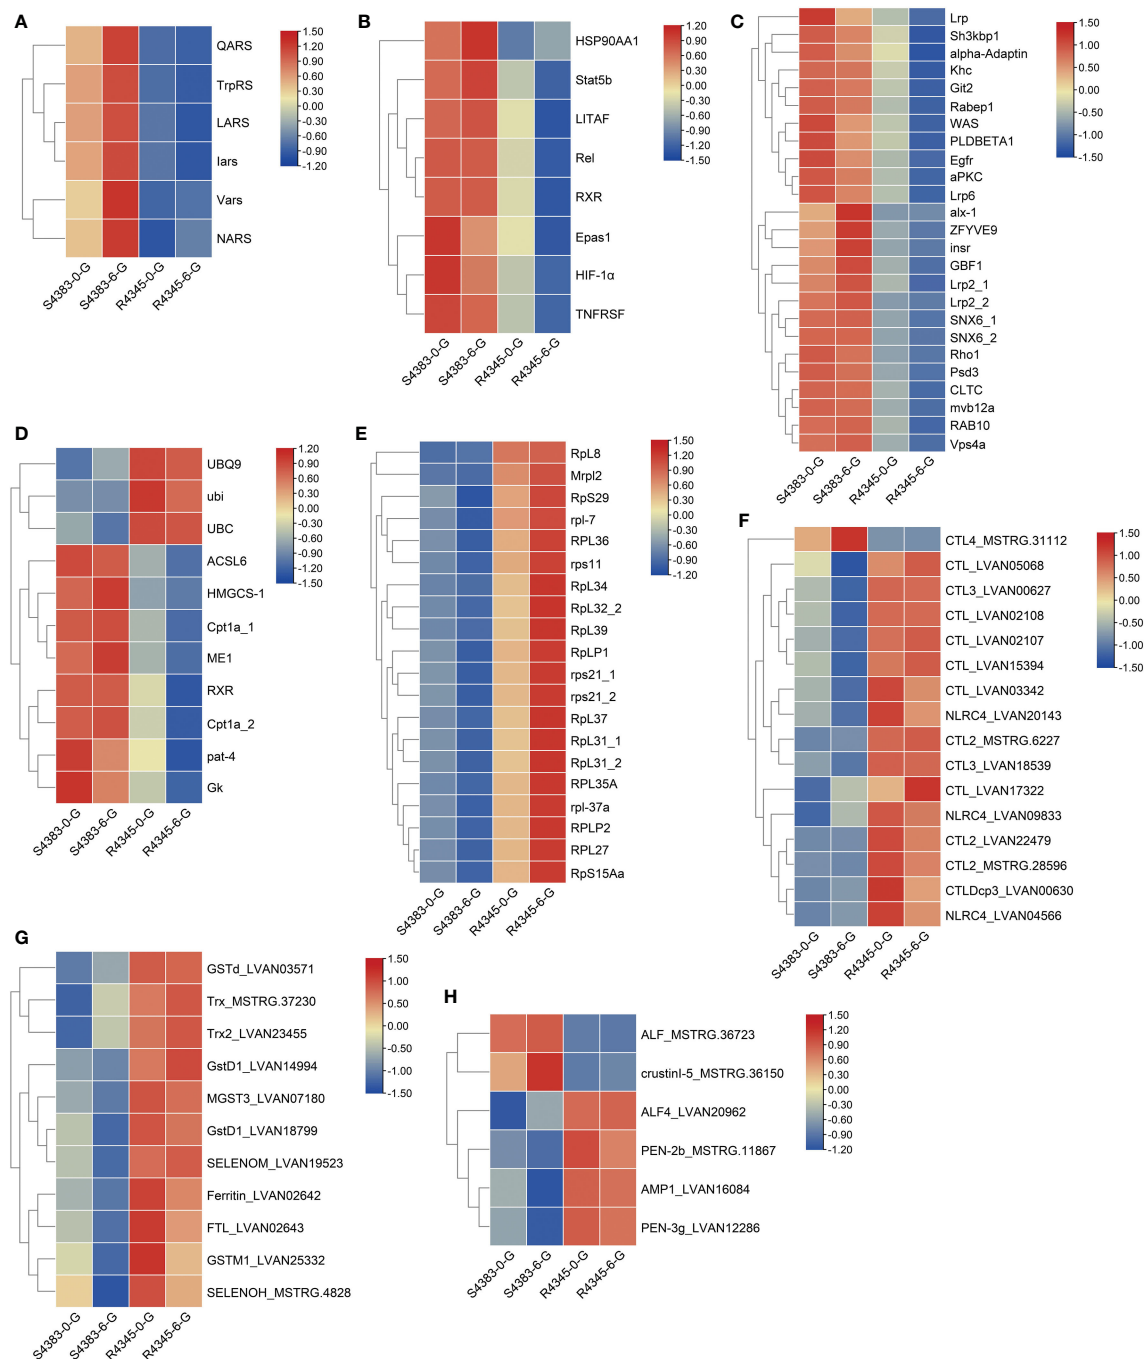 A
QARS
TrpRS
LARS
Iars
Vars
NARS
S4383-0-G
S4383-6-G
R4345-0-G
R4345-6-G
1.50
1.20
0.90
0.60
0.30
0.00
-0.30
-0.60
-0.90
-1.20
B
HSP90AA1
Stat5b
LITAF
Rel
RXR
Epas1
HIF-1α
TNFRSF
S4383-0-G
S4383-6-G
R4345-0-G
R4345-6-G
1.20
0.90
0.60
0.30
0.00
-0.30
-0.60
-0.90
-1.20
-1.50
C
Lrp
Sh3kbp1
alpha-Adaptin
Khc
Git2
Rabep1
WAS
PLDBETA1
Egfr
aPKC
Lrp6
alx-1
ZFYVE9
insr
GBF1
Lrp2_1
Lrp2_2
SNX6_1
SNX6_2
Rho1
Psd3
CLTC
mvb12a
RAB10
Vps4a
S4383-0-G
S4383-6-G
R4345-0-G
R4345-6-G
1.50
1.00
0.50
0.00
-0.50
-1.00
-1.50
D
UBQ9
ubi
UBC
ACSL6
HMGCS-1
Cpt1a_1
ME1
RXR
Cpt1a_2
pat-4
Gk
S4383-0-G
S4383-6-G
R4345-0-G
R4345-6-G
1.20
0.90
0.60
0.30
0.00
-0.30
-0.60
-0.90
-1.20
-1.50
E
RpL8
Mrpl2
RpS29
rpl-7
RPL36
rps11
RpL34
RpL32_2
RpL39
RpLP1
rps21_1
rps21_2
RpL37
RpL31_1
RpL31_2
RPL35A
rpl-37a
RPLP2
RPL27
RpS15Aa
S4383-0-G
S4383-6-G
R4345-0-G
R4345-6-G
1.50
1.20
0.90
0.60
0.30
0.00
-0.30
-0.60
-0.90
-1.20
F
CTL4_MSTRG.31112
CTL_LVAN05068
CTL3_LVAN00627
CTL_LVAN02108
CTL_LVAN02107
CTL_LVAN15394
CTL_LVAN03342
NLRC4_LVAN20143
CTL2_MSTRG.6227
CTL3_LVAN18539
CTL_LVAN17322
NLRC4_LVAN09833
CTL2_LVAN22479
CTL2_MSTRG.28596
CTLDcp3_LVAN00630
NLRC4_LVAN04566
S4383-0-G
S4383-6-G
R4345-0-G
R4345-6-G
1.50
1.00
0.50
0.00
-0.50
-1.00
-1.50
G
GSTd_LVAN03571
Trx_MSTRG.37230
Trx2_LVAN23455
GstD1_LVAN14994
MGST3_LVAN07180
GstD1_LVAN18799
SELENOM_LVAN19523
Ferritin_LVAN02642
FTL_LVAN02643
GSTM1_LVAN25332
SELENOH_MSTRG.4828
S4383-0-G
S4383-6-G
R4345-0-G
R4345-6-G
1.50
1.00
0.50
0.00
-0.50
-1.00
-1.50
H
ALF_MSTRG.36723
crustinI-5_MSTRG.36150
ALF4_LVAN20962
PEN-2b_MSTRG.11867
AMP1_LVAN16084
PEN-3g_LVAN12286
S4383-0-G
S4383-6-G
R4345-0-G
R4345-6-G
1.50
1.20
0.90
0.60
0.30
0.00
-0.30
-0.60
-0.90
-1.20